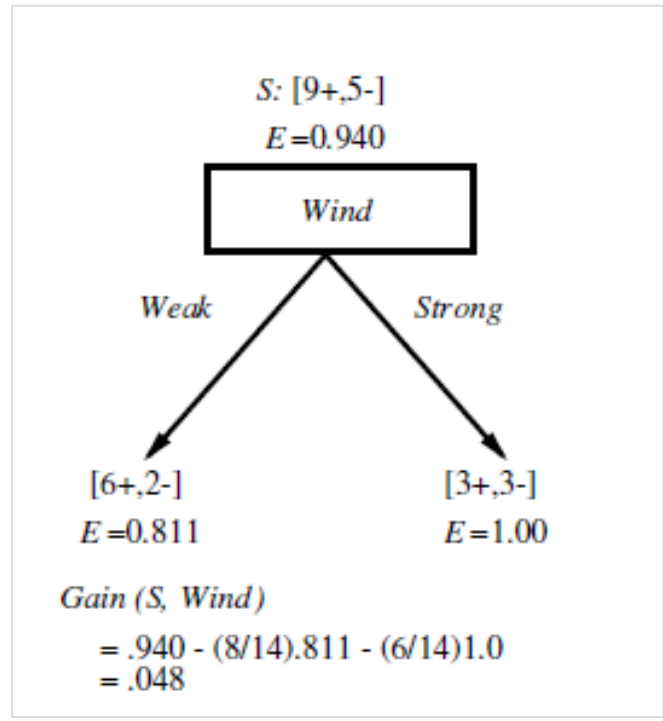 S: [9+,5-]
E =0.940
Wind
Weak Strong
[6+,2-] [3+,3-]
E =0.811 E =1.00
Gain (S, Wind)
= .940 - (8/14).811 - (6/14)1.0
= .048